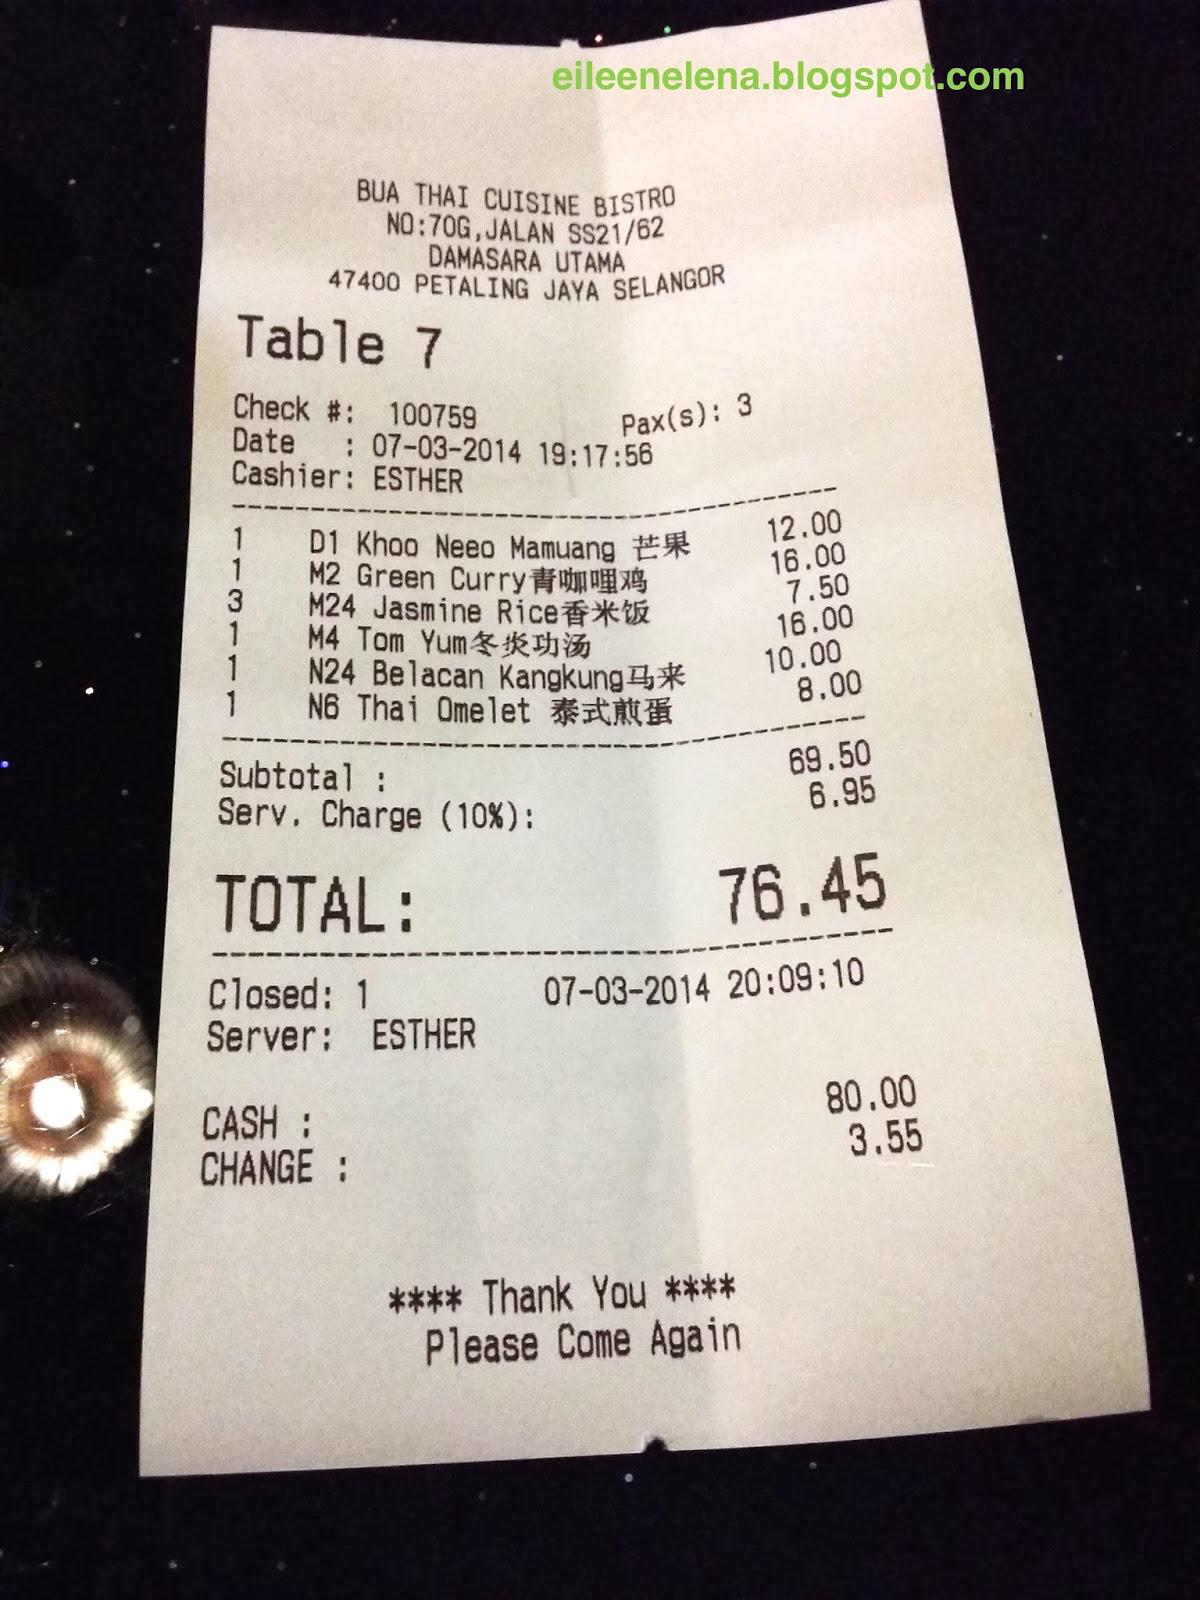 eileenelena.blogspot.com
BUA THAI CUISINE BISTRO
NO:70G,JALAN SS21/62
DAMASARA UTAMA
47400 PETALING JAYA SELANGOR
Table 7
Check #: 100759 Pax(s): 3
Date : 07-03-2014 19:17:56
Cashier: ESTHER
1 D1 Khoo Neeo Mamuang 芒果 12.00
1 M2 Green Curry青咖哩鸡 16.00
3 M24 Jasmine Rice香米饭 7.50
1 M4 Tom Yum冬炎功汤 16.00
1 N24 Belacan Kangkung马来 10.00
1 N6 Thai Omelet 泰式煎蛋 8.00
Subtotal : 69.50
Serv. Charge (10%): 6.95
TOTAL: 76.45
Closed: 1 07-03-2014 20:09:10
Server: ESTHER
CASH : 80.00
CHANGE : 3.55
**** Thank You ****
Please Come Again